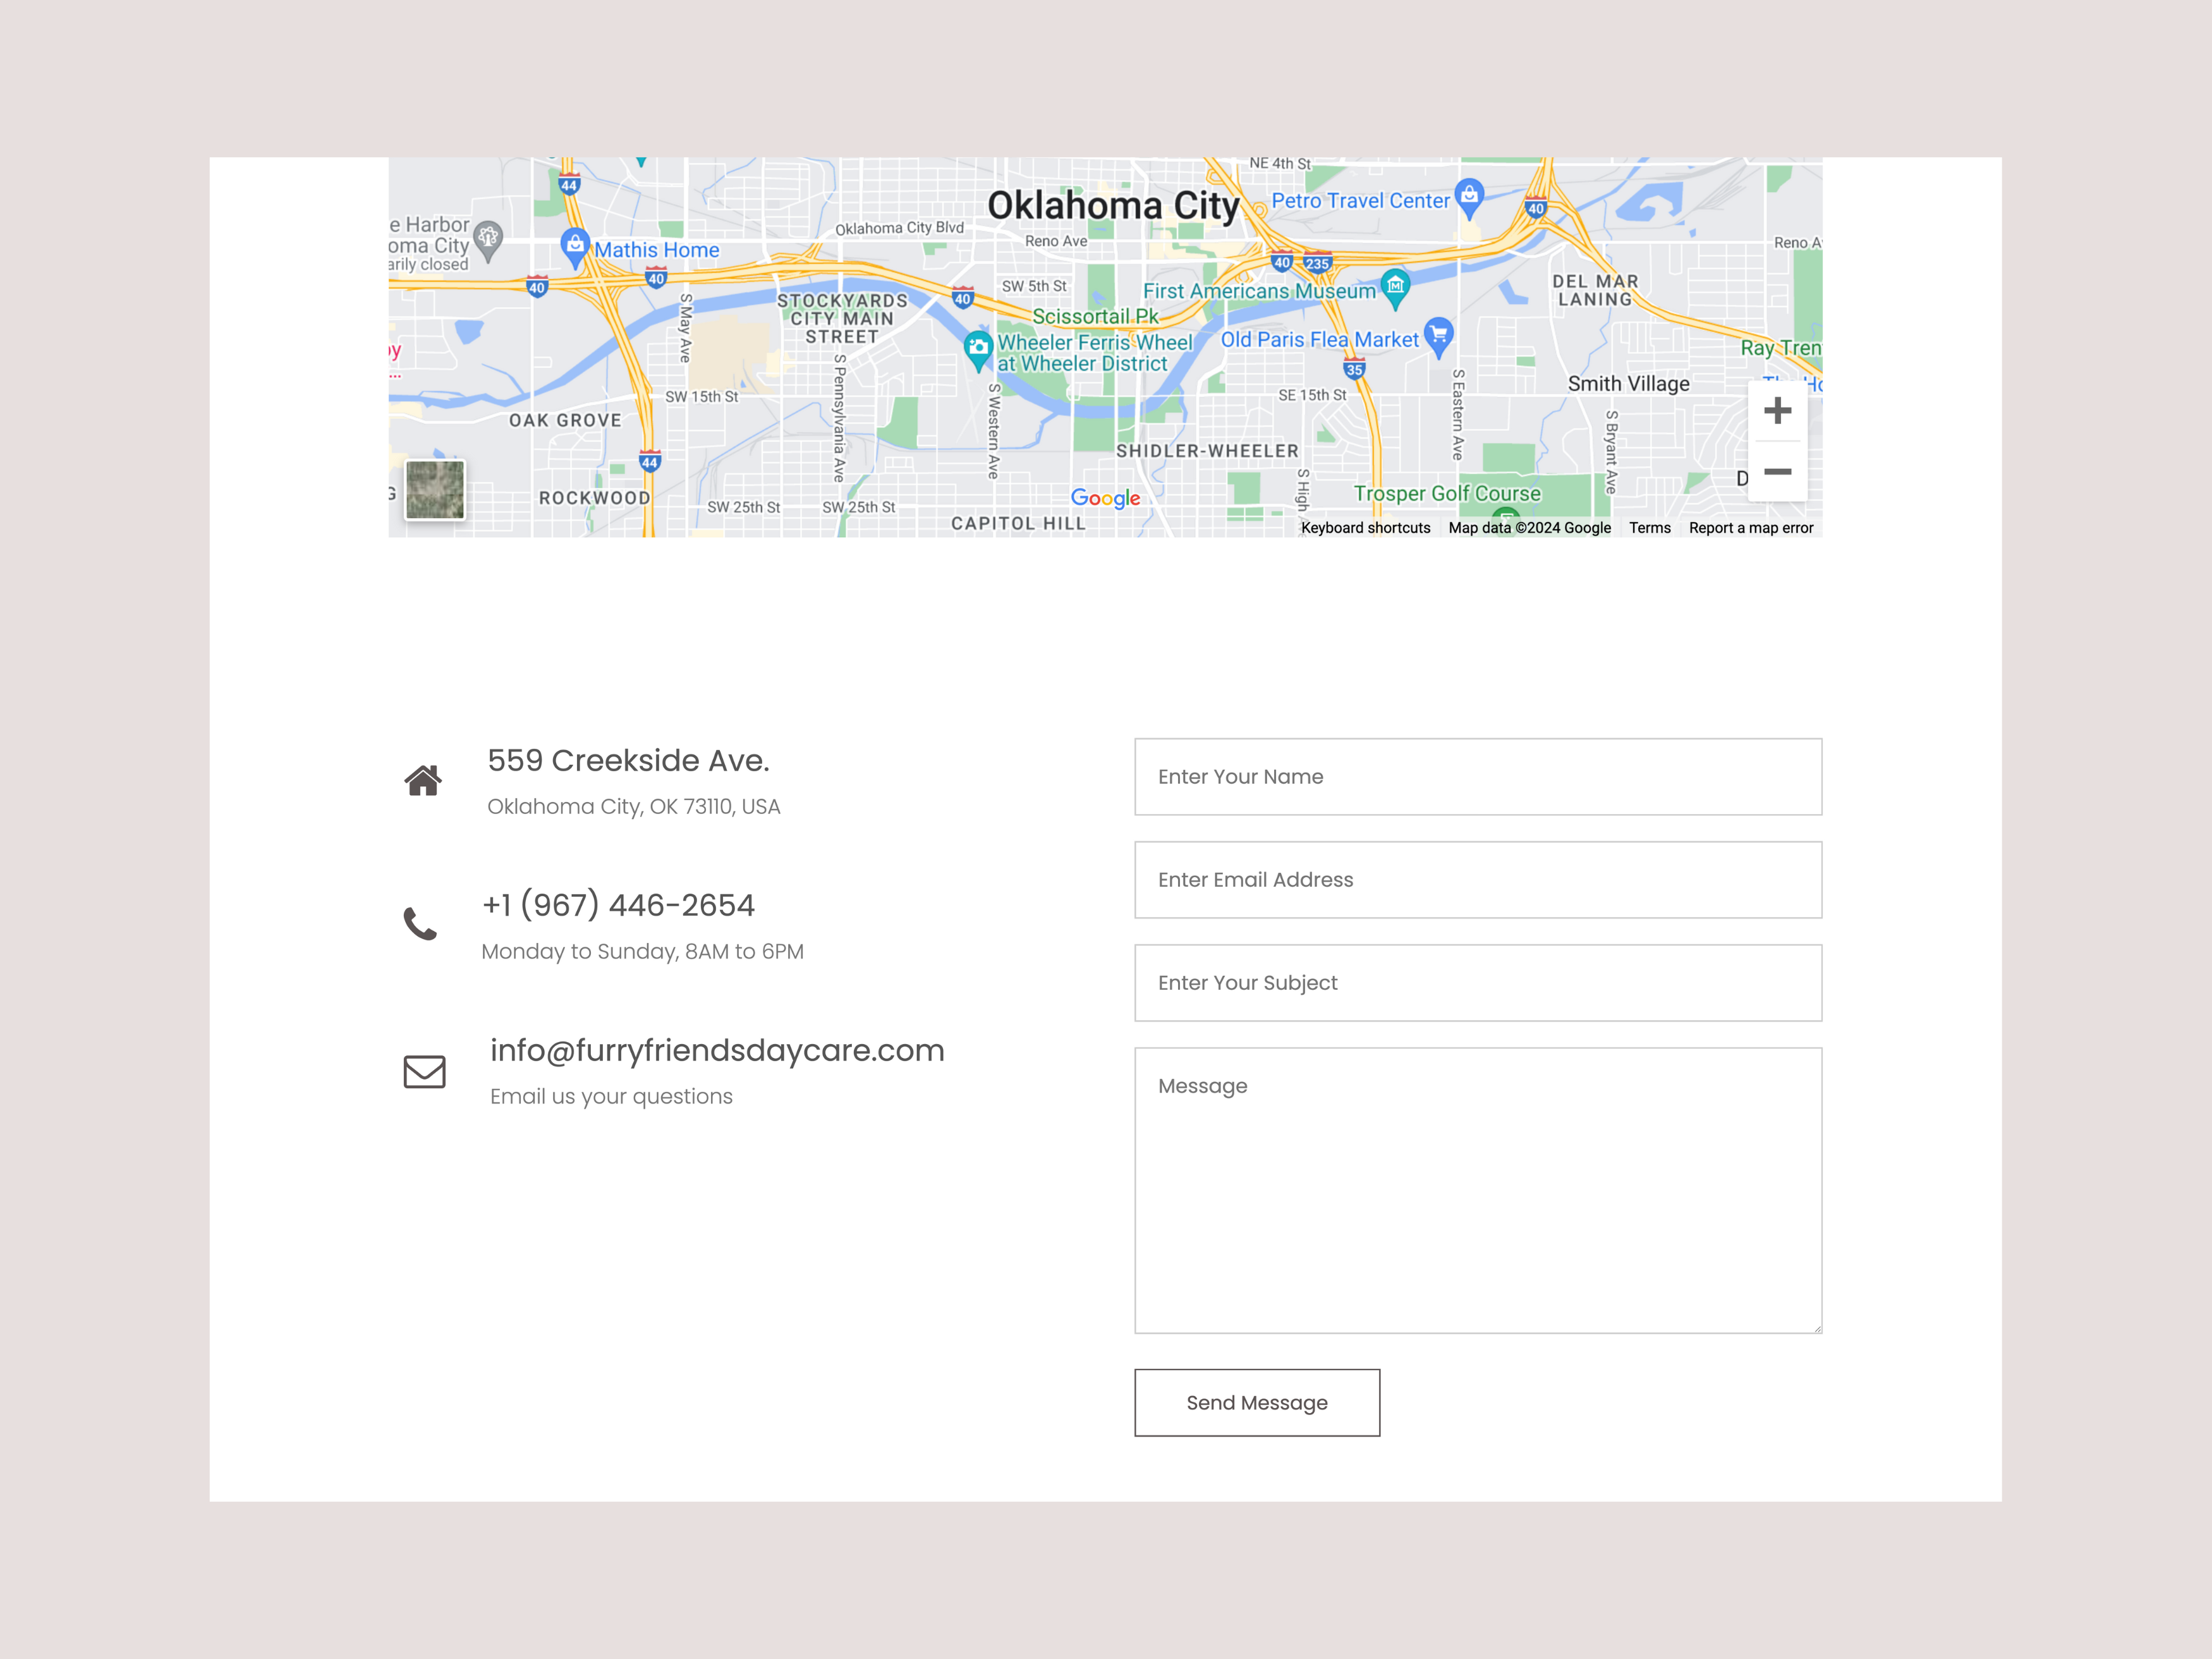 NE 4th St
44
Oklahoma City
Petro Travel Center
40
e Harbor
oma City
arily closed
Mathis Home
Oklahoma City Blvd
Reno Ave
Reno A
40
40
40
235
DEL MAR
LANING
STOCKYARDS
CITY MAIN
STREET
40
SW 5th St
First Americans Museum
Scissortail Pk
S May Ave
Wheeler Ferris Wheel
at Wheeler District
Old Paris Flea Market
Ray Tren
35
Smith Village
S Pennsylvania Ave
SW 15th St
S Western Ave
SE 15th St
S Eastern Ave
S Bryant Ave
OAK GROVE
SHIDLER-WHEELER
44
ROCKWOOD
SW 25th St
SW 25th St
Google
S High
Trosper Golf Course
CAPITOL HILL
Keyboard shortcuts
Map data ©2024 Google
Terms
Report a map error
559 Creekside Ave.
Oklahoma City, OK 73110, USA
+1 (967) 446-2654
Monday to Sunday, 8AM to 6PM
info@furryfriendsdaycare.com
Email us your questions
Enter Your Name
Enter Email Address
Enter Your Subject
Message
Send Message